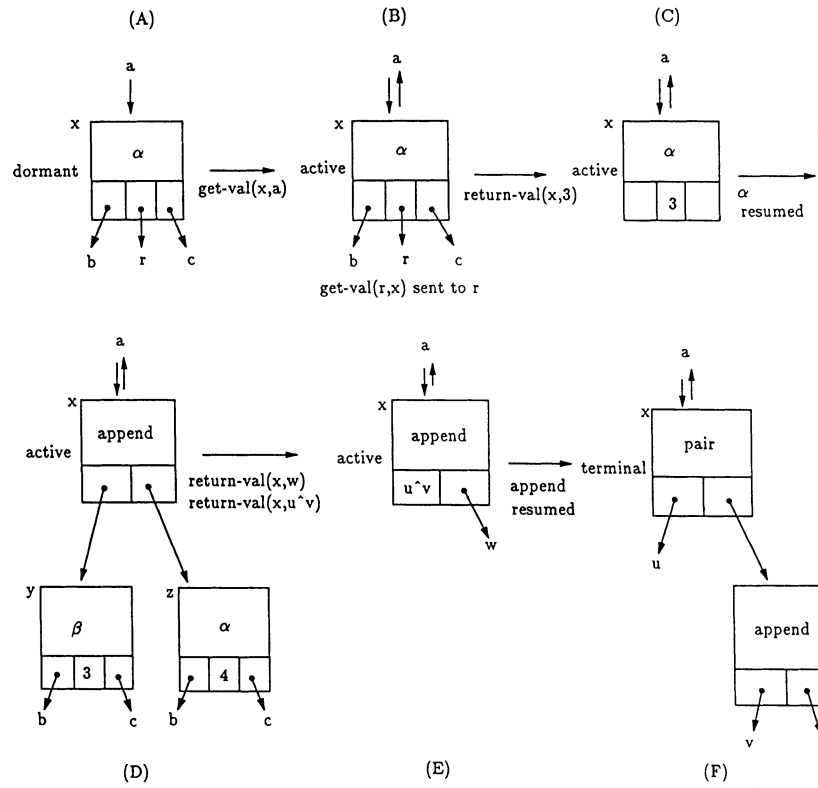 (A)
(B)
(C)
a
a
a
x
x
x
α
α
α
dormant
active
active
get-val(x,a)
return-val(x,3)
3
α
resumed
b
r
c
b
r
c
get-val(r,x) sent to r
a
a
a
x
x
x
append
append
pair
active
active
terminal
return-val(x,w)
return-val(x,u^v)
u^v
append
resumed
w
u
y
z
β
α
append
3
4
b
c
b
c
v
(D)
(E)
(F)